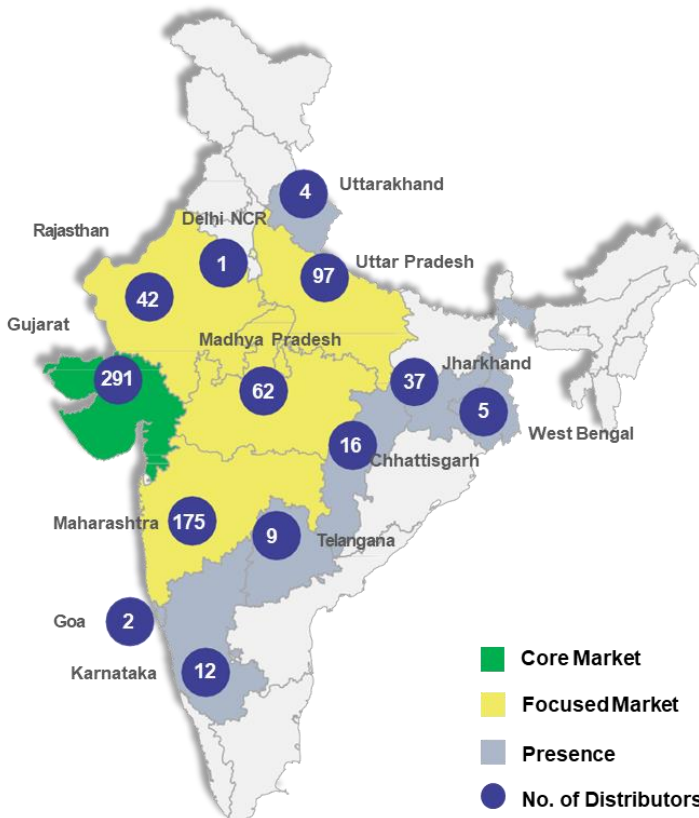 4
Uttarakhand
Delhi NCR
Rajasthan
1
97
Uttar Pradesh
42
Gujarat
Madhya Pradesh
291
62
37
Jharkhand
5
West Bengal
16
Chhattisgarh
Maharashtra
175
9
Telangana
Goa
2
Karnataka
12
Core Market
Focused Market
Presence
No. of Distributors